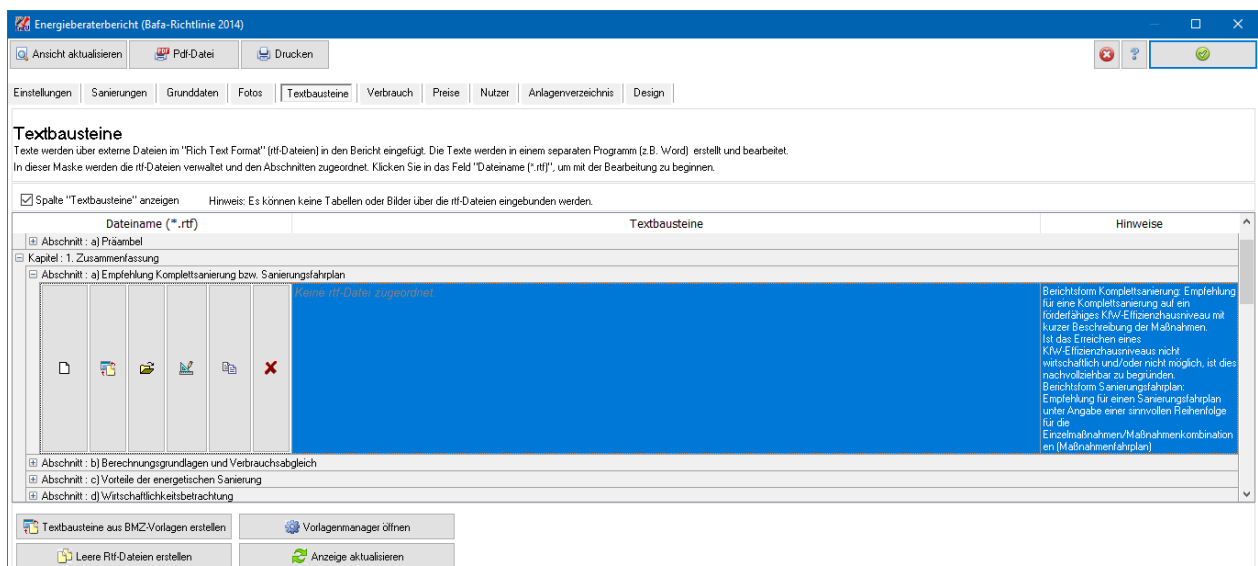 Energieberaterbericht (Bafa-Richtlinie 2014)
Ansicht aktualisieren
Pdf-Datei
Drucken
Einstellungen
Sanierungen
Grunddaten
Fotos
Textbausteine
Verbrauch
Preise
Nutzer
Anlagenverzeichnis
Design
Textbausteine
Texte werden über externe Dateien im "Rich Text Format" (rtf-Dateien) in den Bericht eingefügt. Die Texte werden in einem separaten Programm (z.B. Word) erstellt und bearbeitet.
In dieser Maske werden die rtf-Dateien verwaltet und den Abschnitten zugeordnet. Klicken Sie in das Feld "Dateiname (*.rtf)", um mit der Bearbeitung zu beginnen.
Spalte "Textbausteine" anzeigen
Hinweis: Es können keine Tabellen oder Bilder über die rtf-Dateien eingebunden werden.
Dateiname (*.rtf)
Textbausteine
Hinweise
Abschnitt : a) Präambel
Kapitel : 1. Zusammenfassung
Abschnitt : a) Empfehlung Komplettsanierung bzw. Sanierungsfahrplan
Keine rtf-Datei zugeordnet.
Berichtsform Komplettsanierung: Empfehlung
für eine Komplettsanierung auf ein
förderfähiges KfW-Effizienzhausniveau mit
kurzer Beschreibung der Maßnahmen.
Ist das Erreichen eines
KfW-Effizienzhausniveaus nicht
wirtschaftlich und/oder nicht möglich, ist dies
nachvollziehbar zu begründen.
Berichtsform Sanierungsfahrplan:
Empfehlung für einen Sanierungsfahrplan
unter Angabe einer sinnvollen Reihenfolge
für die
Einzelmaßnahmen/Maßnahmenkombination
en (Maßnahmenfahrplan)
Abschnitt : b) Berechnungsgrundlagen und Verbrauchsabgleich
Abschnitt : c) Vorteile der energetischen Sanierung
Abschnitt : d) Wirtschaftlichkeitsbetrachtung
Textbausteine aus BMZ-Vorlagen erstellen
Vorlagenmanager öffnen
Leere Rtf-Dateien erstellen
Anzeige aktualisieren